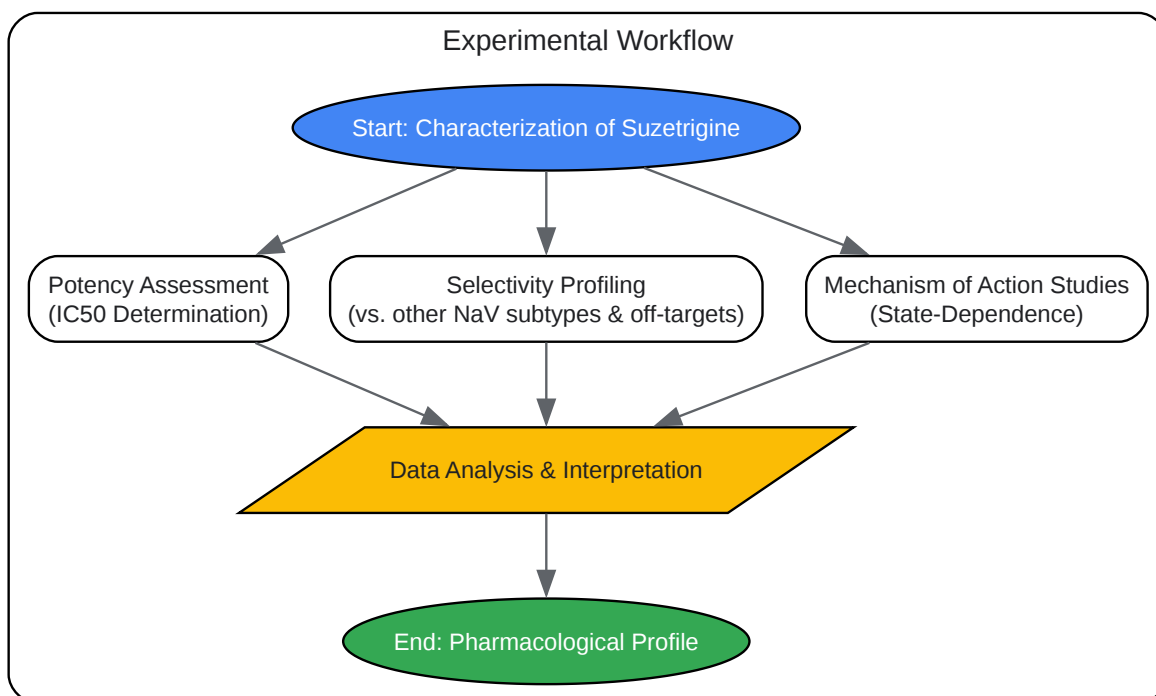 Experimental Workflow
Start: Characterization of Suzetrigine
Potency Assessment
(IC50 Determination)
Selectivity Profiling
(vs. other NaV subtypes & off-targets)
Mechanism of Action Studies
(State-Dependence)
Data Analysis & Interpretation
End: Pharmacological Profile